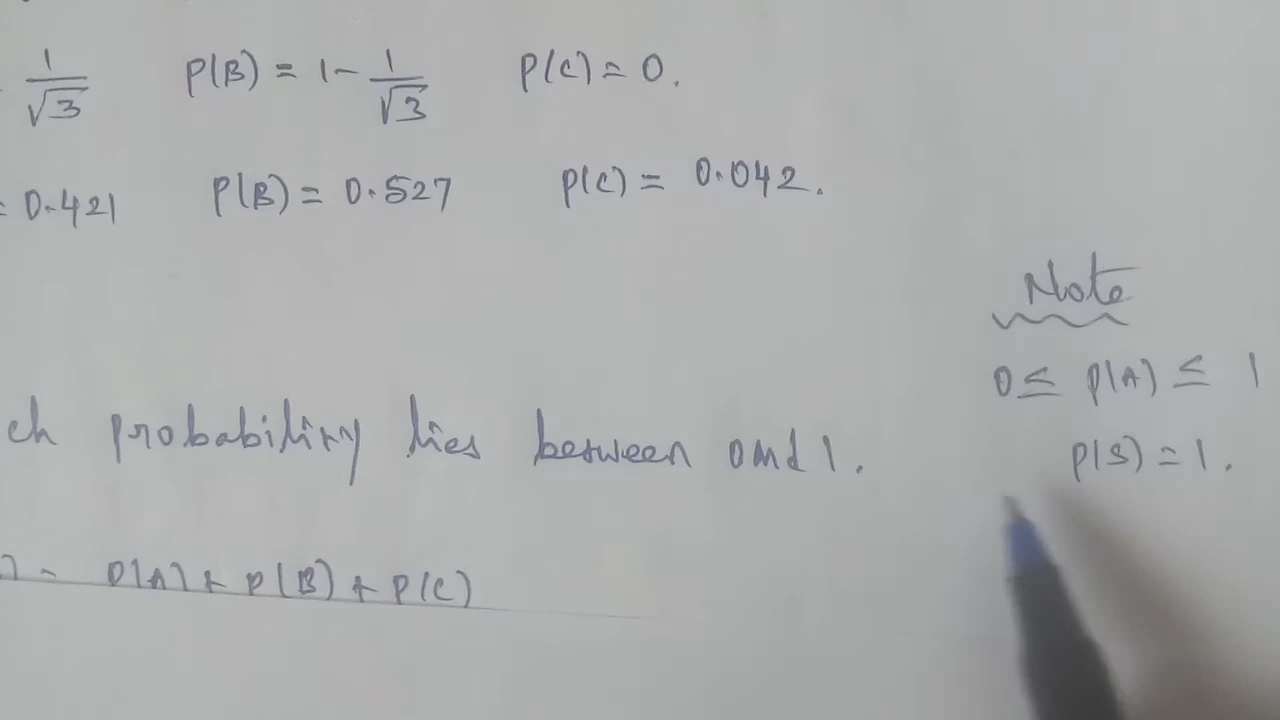 1/√3 P(B) = 1 - 1/√3 P(C) = 0.
= 0.421 P(B) = 0.527 P(C) = 0.042.
Note
0 ≤ P(A) ≤ 1
ch probability lies between 0 and 1.
P(S) = 1.
P(A) + P(B) + P(C)